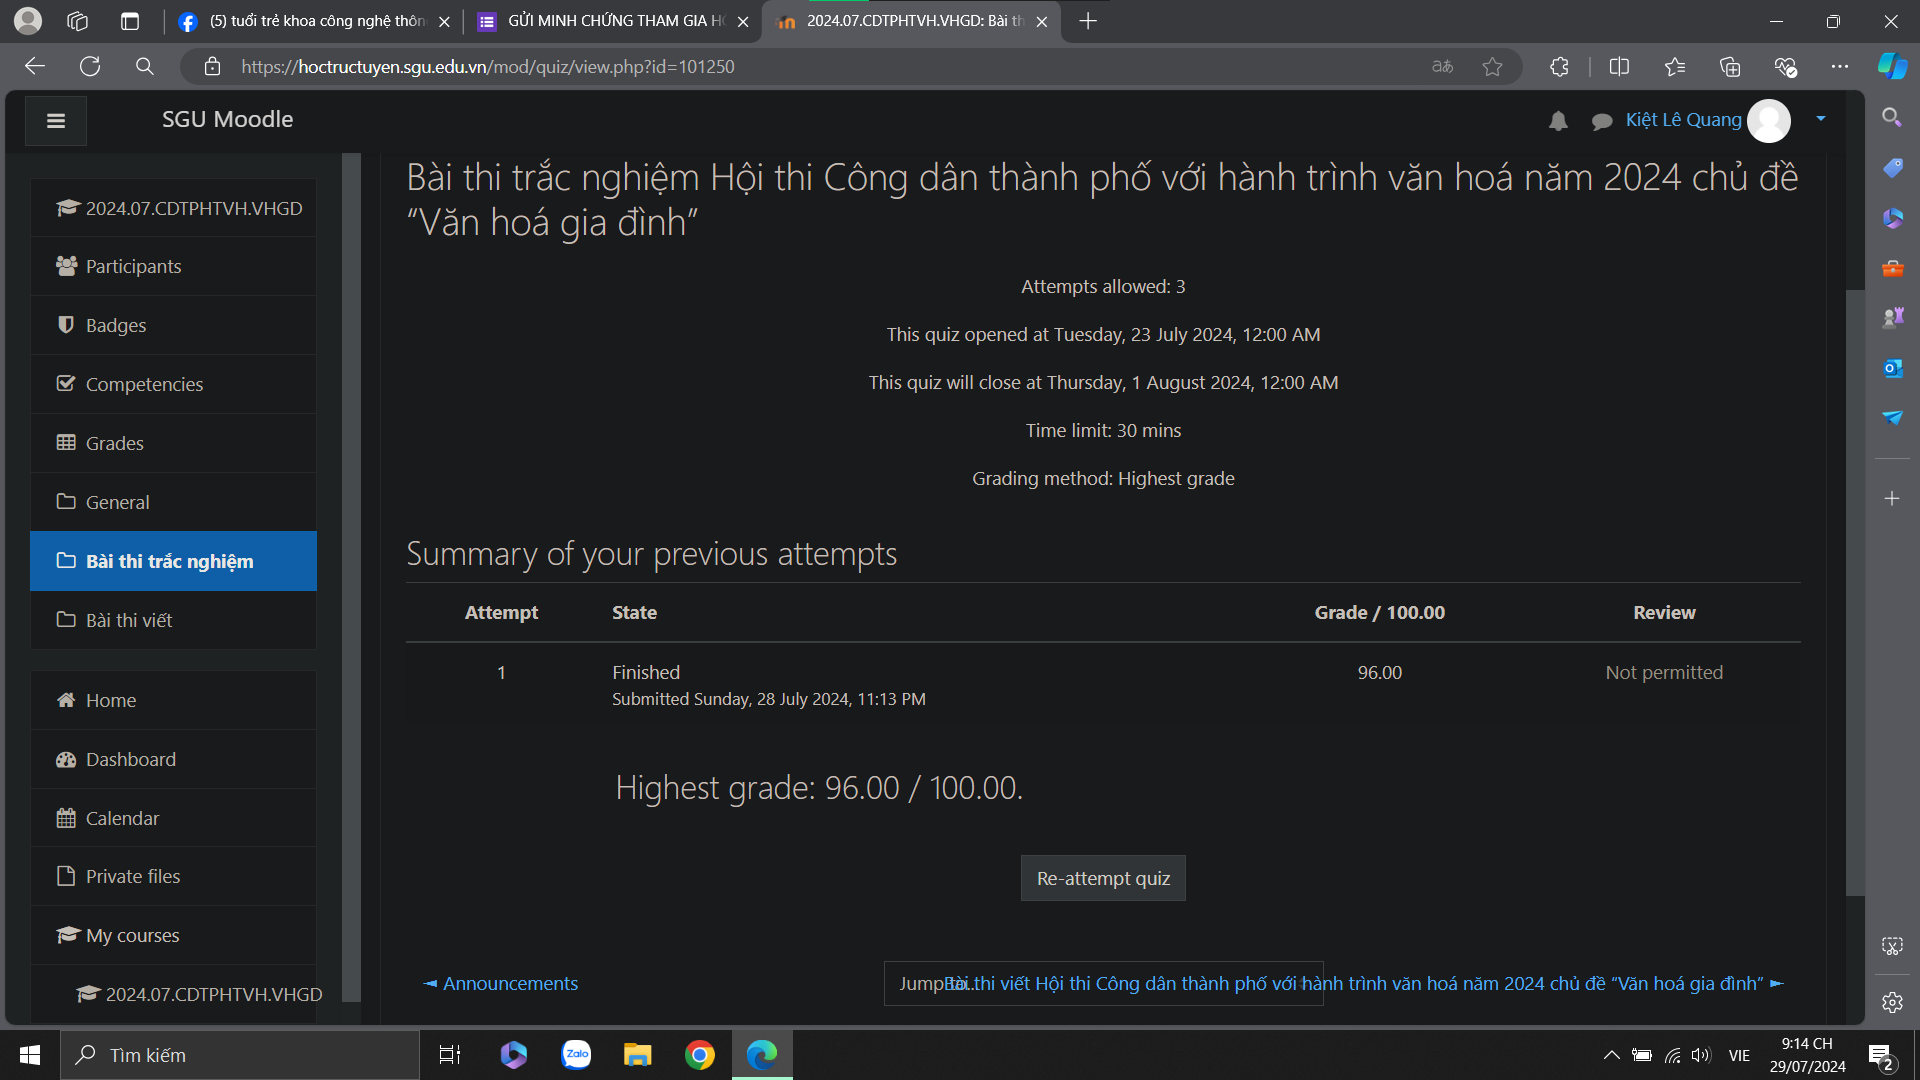 (5) tuổi trẻ khoa công nghệ thôn
GỬI MINH CHỨNG THAM GIA HỘ
2024.07.CDTPHTVH.VHGD: Bài th
https://hoctructuyen.sgu.edu.vn/mod/quiz/view.php?id=101250
SGU Moodle
Kiệt Lê Quang
2024.07.CDTPHTVH.VHGD
Participants
Badges
Competencies
Grades
General
Bài thi trắc nghiệm
Bài thi viết
Home
Dashboard
Calendar
Private files
My courses
2024.07.CDTPHTVH.VHGD
Bài thi trắc nghiệm Hội thi Công dân thành phố với hành trình văn hoá năm 2024 chủ đề
“Văn hoá gia đình”
Attempts allowed: 3
This quiz opened at Tuesday, 23 July 2024, 12:00 AM
This quiz will close at Thursday, 1 August 2024, 12:00 AM
Time limit: 30 mins
Grading method: Highest grade
Summary of your previous attempts
Attempt State Grade / 100.00 Review
1 Finished 96.00 Not permitted
Submitted Sunday, 28 July 2024, 11:13 PM
Highest grade: 96.00 / 100.00.
Re-attempt quiz
◄ Announcements
Jump to...
Bài thi viết Hội thi Công dân thành phố với hành trình văn hoá năm 2024 chủ đề “Văn hoá gia đình” ►
Tìm kiếm
Zalo
VIE
9:14 CH
29/07/2024
2